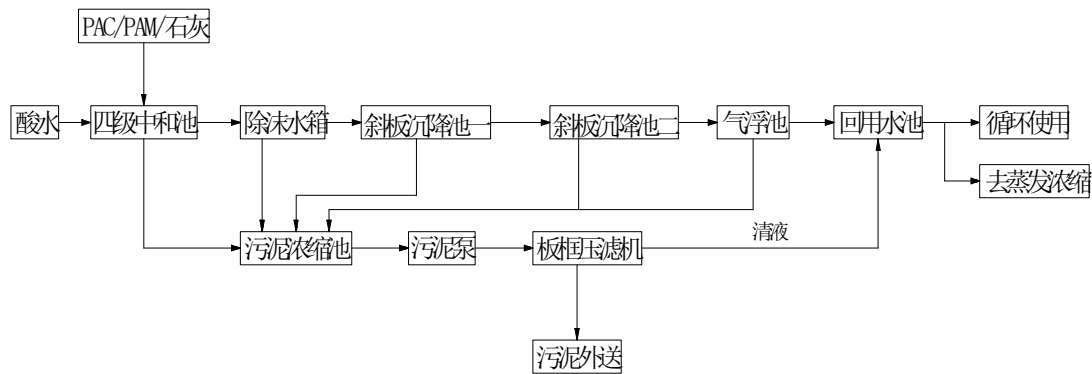 PAC/PAM/石灰
酸水
四级中和池
除沫水箱
斜板沉降池一
斜板沉降池二
气浮池
回用水池
循环使用
去蒸发浓缩
污泥浓缩池
污泥泵
板框压滤机
清液
污泥外送